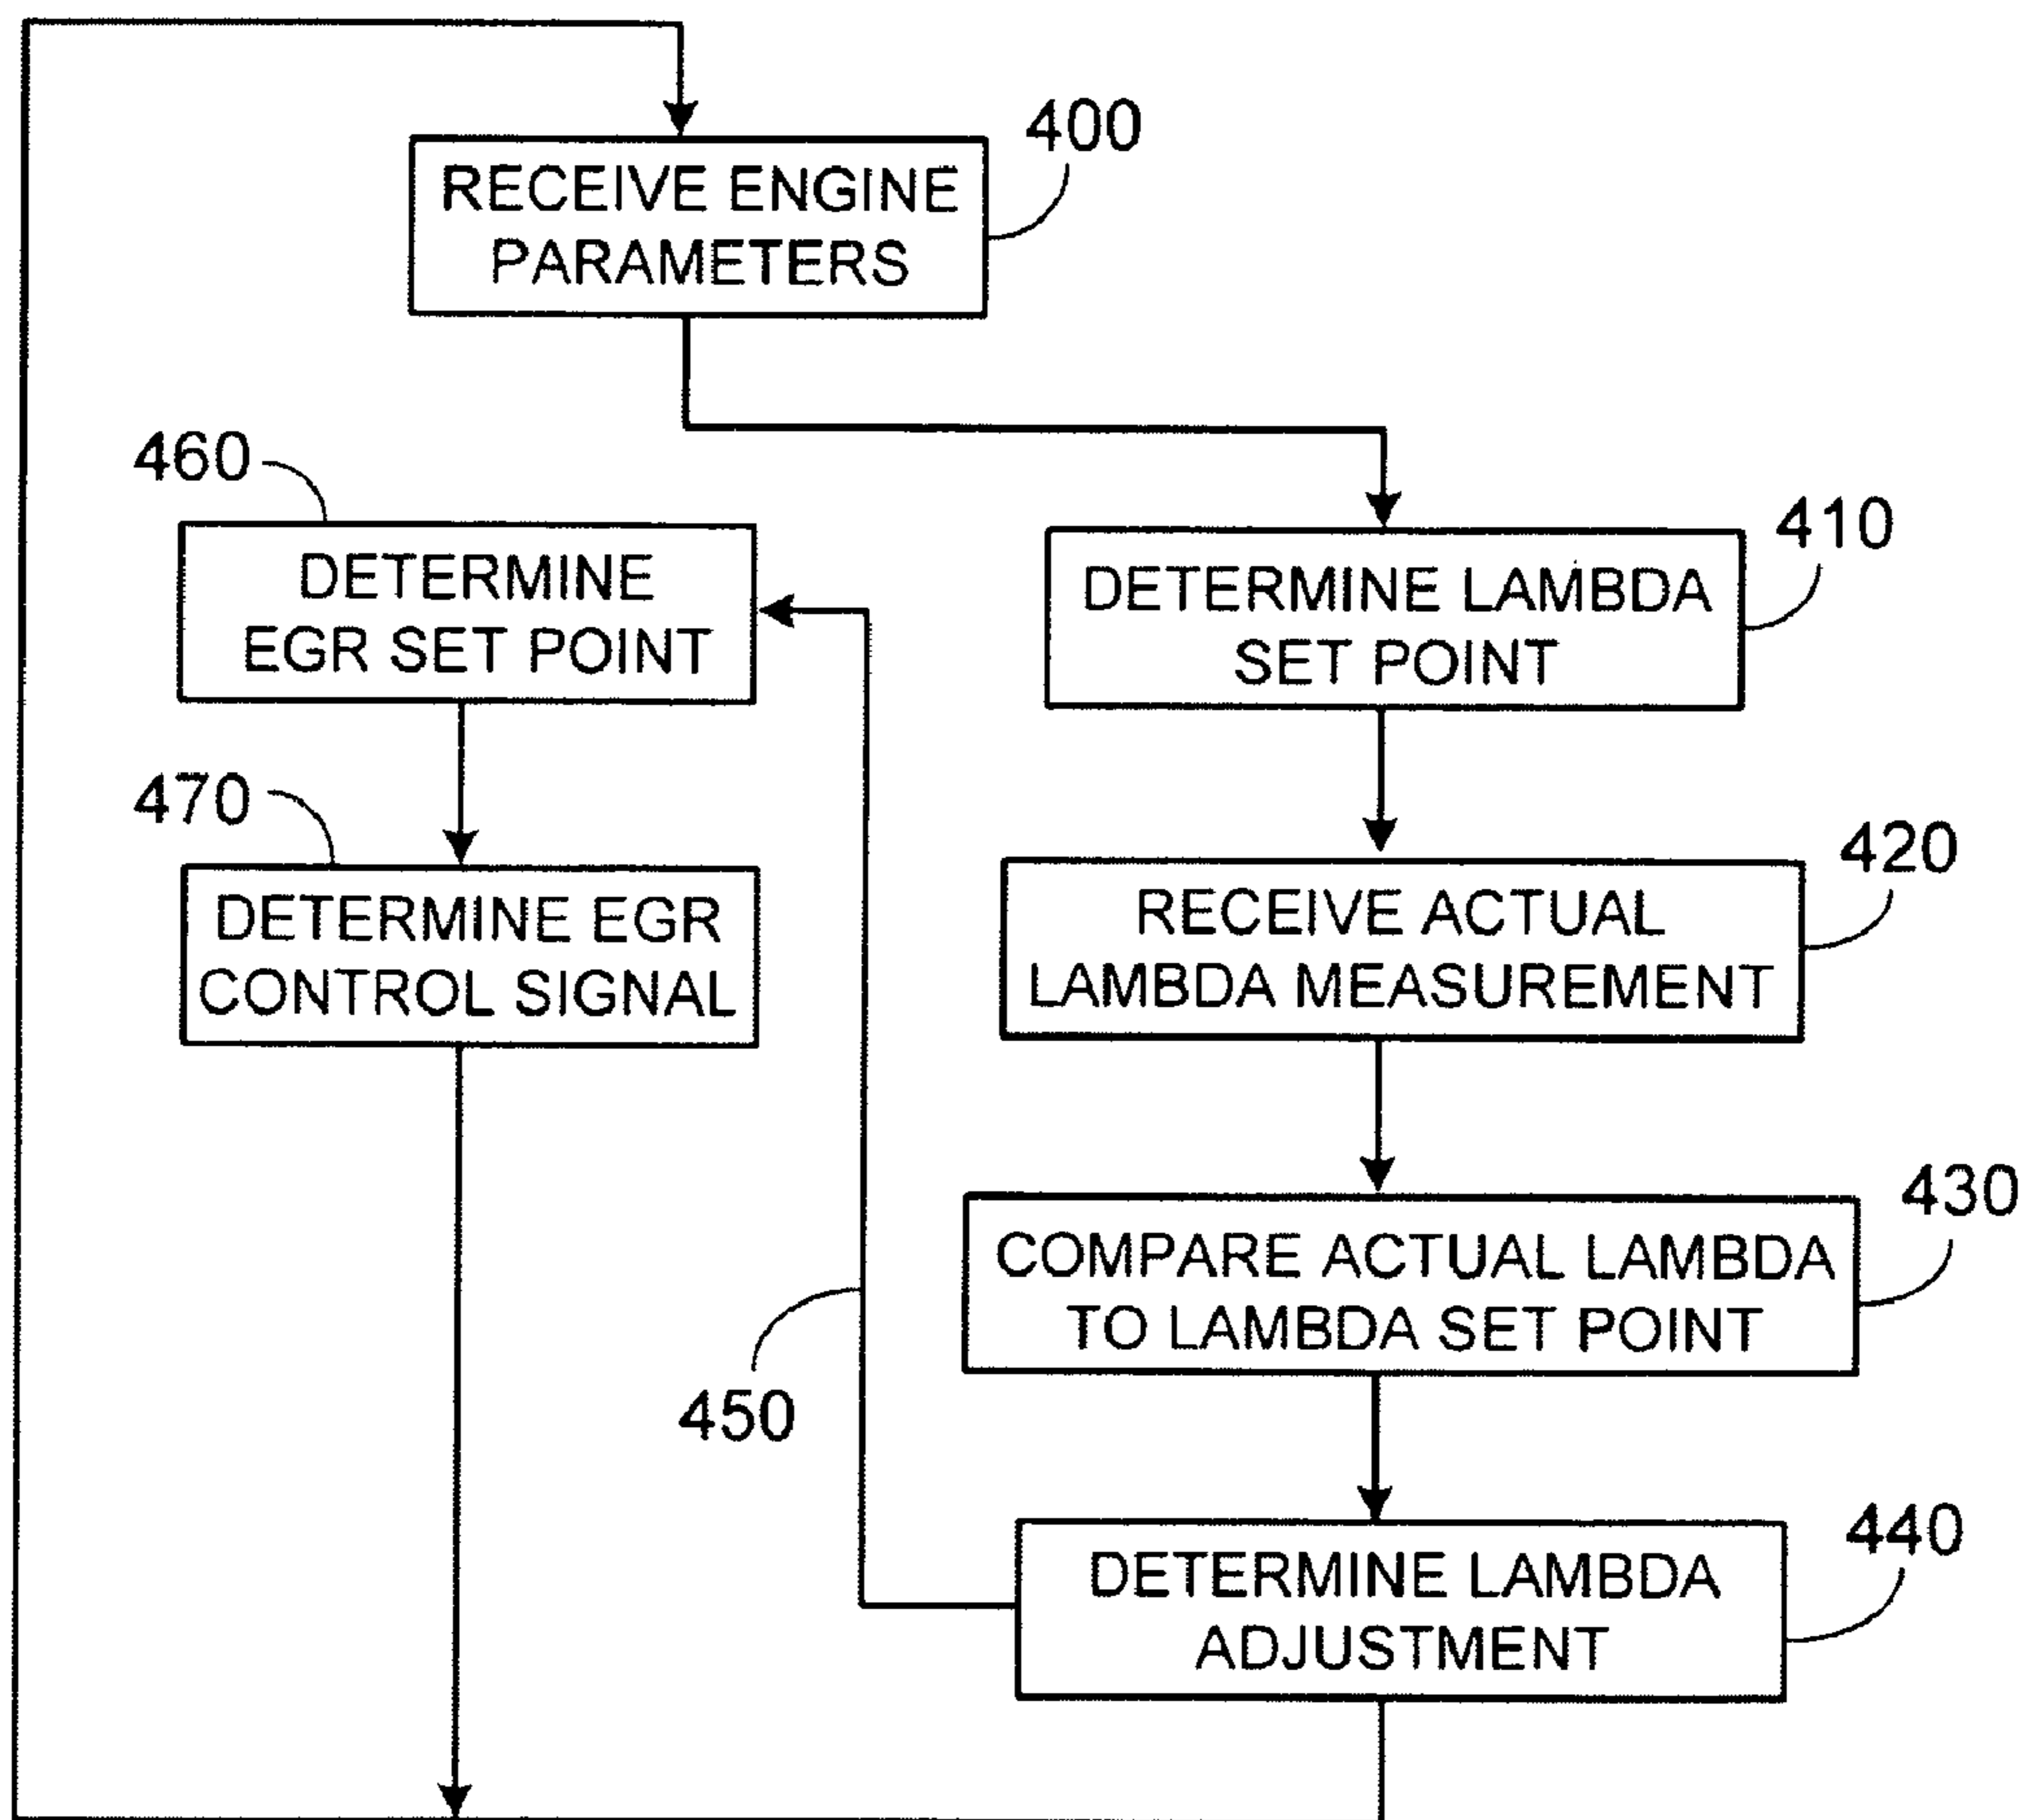 400
RECEIVE ENGINE
PARAMETERS
460
DETERMINE
EGR SET POINT
410
DETERMINE LAMBDA
SET POINT
470
DETERMINE EGR
CONTROL SIGNAL
420
RECEIVE ACTUAL
LAMBDA MEASUREMENT
430
COMPARE ACTUAL LAMBDA
TO LAMBDA SET POINT
450
440
DETERMINE LAMBDA
ADJUSTMENT